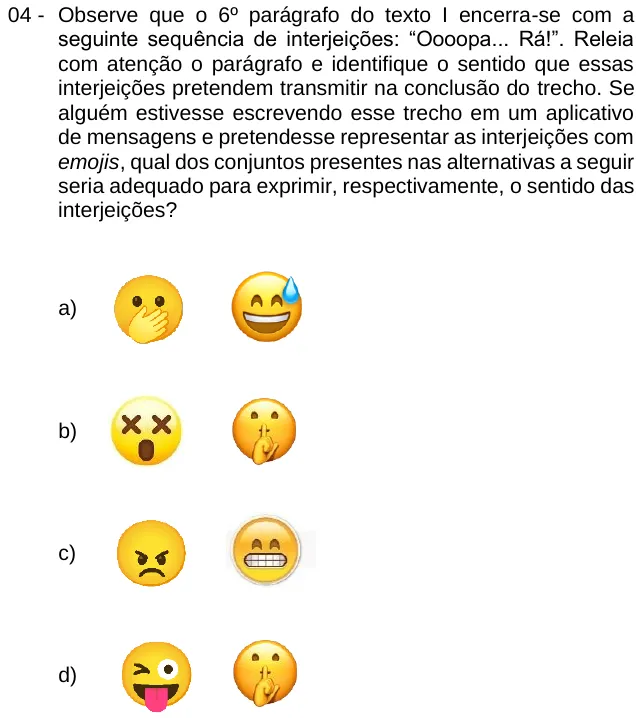 04 - Observe que o 6º parágrafo do texto I encerra-se com a
seguinte sequência de interjeições: “Oooopa... Rá!”. Releia
com atenção o parágrafo e identifique o sentido que essas
interjeições pretendem transmitir na conclusão do trecho. Se
alguém estivesse escrevendo esse trecho em um aplicativo
de mensagens e pretendesse representar as interjeições com
emojis, qual dos conjuntos presentes nas alternativas a seguir
seria adequado para exprimir, respectivamente, o sentido das
interjeições?
a)
b)
c)
d)